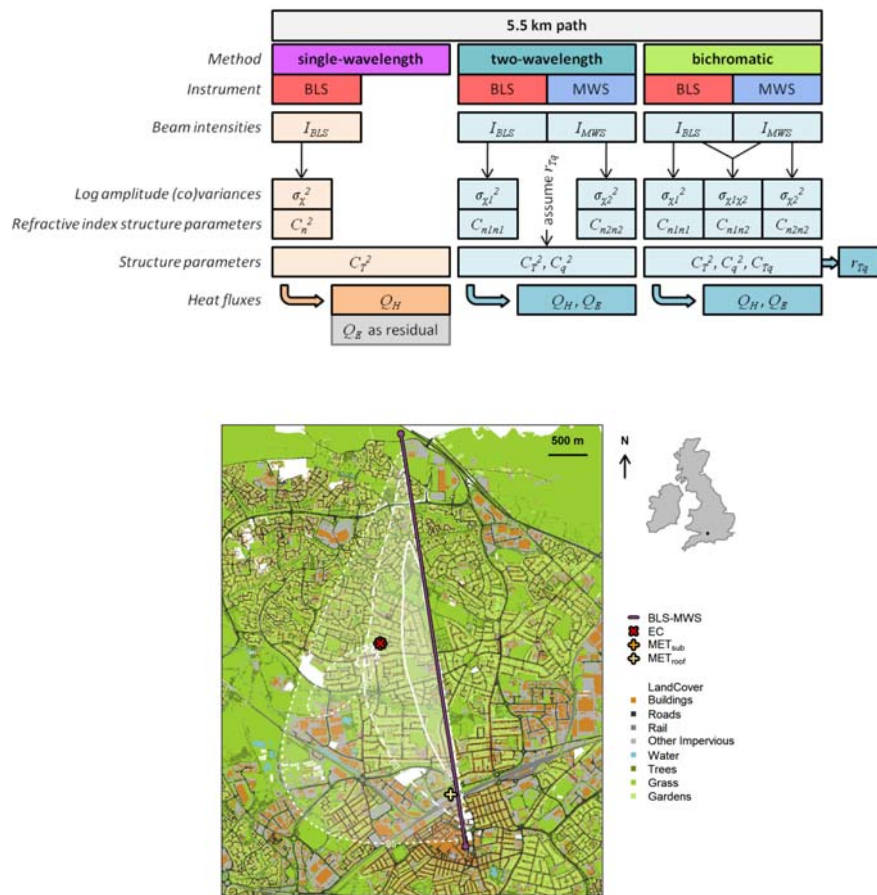 5.5 km path
Method single-wavelength two-wavelength bichromatic
Instrument BLS BLS MWS BLS MWS
Beam intensities I_BLS I_BLS I_MWS I_BLS I_MWS
assume r_Tq
Log amplitude (co)variances σ_χ² σ_χ1² σ_χ2² σ_χ1² σ_χ1χ2 σ_χ2²
Refractive index structure parameters C_n² C_n1n1 C_n2n2 C_n1n1 C_n1n2 C_n2n2
Structure parameters C_T² C_T², C_q² C_T², C_q², C_Tq r_Tq
Heat fluxes Q_H Q_H, Q_E Q_H, Q_E
Q_E as residual
500 m
N
BLS-MWS
EC
MET_sub
MET_roof
LandCover
Buildings
Roads
Rail
Other Impervious
Water
Trees
Grass
Gardens